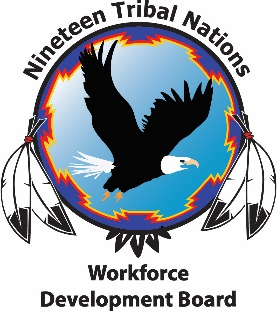 Nineteen Tribal Nations
Workforce
Development Board